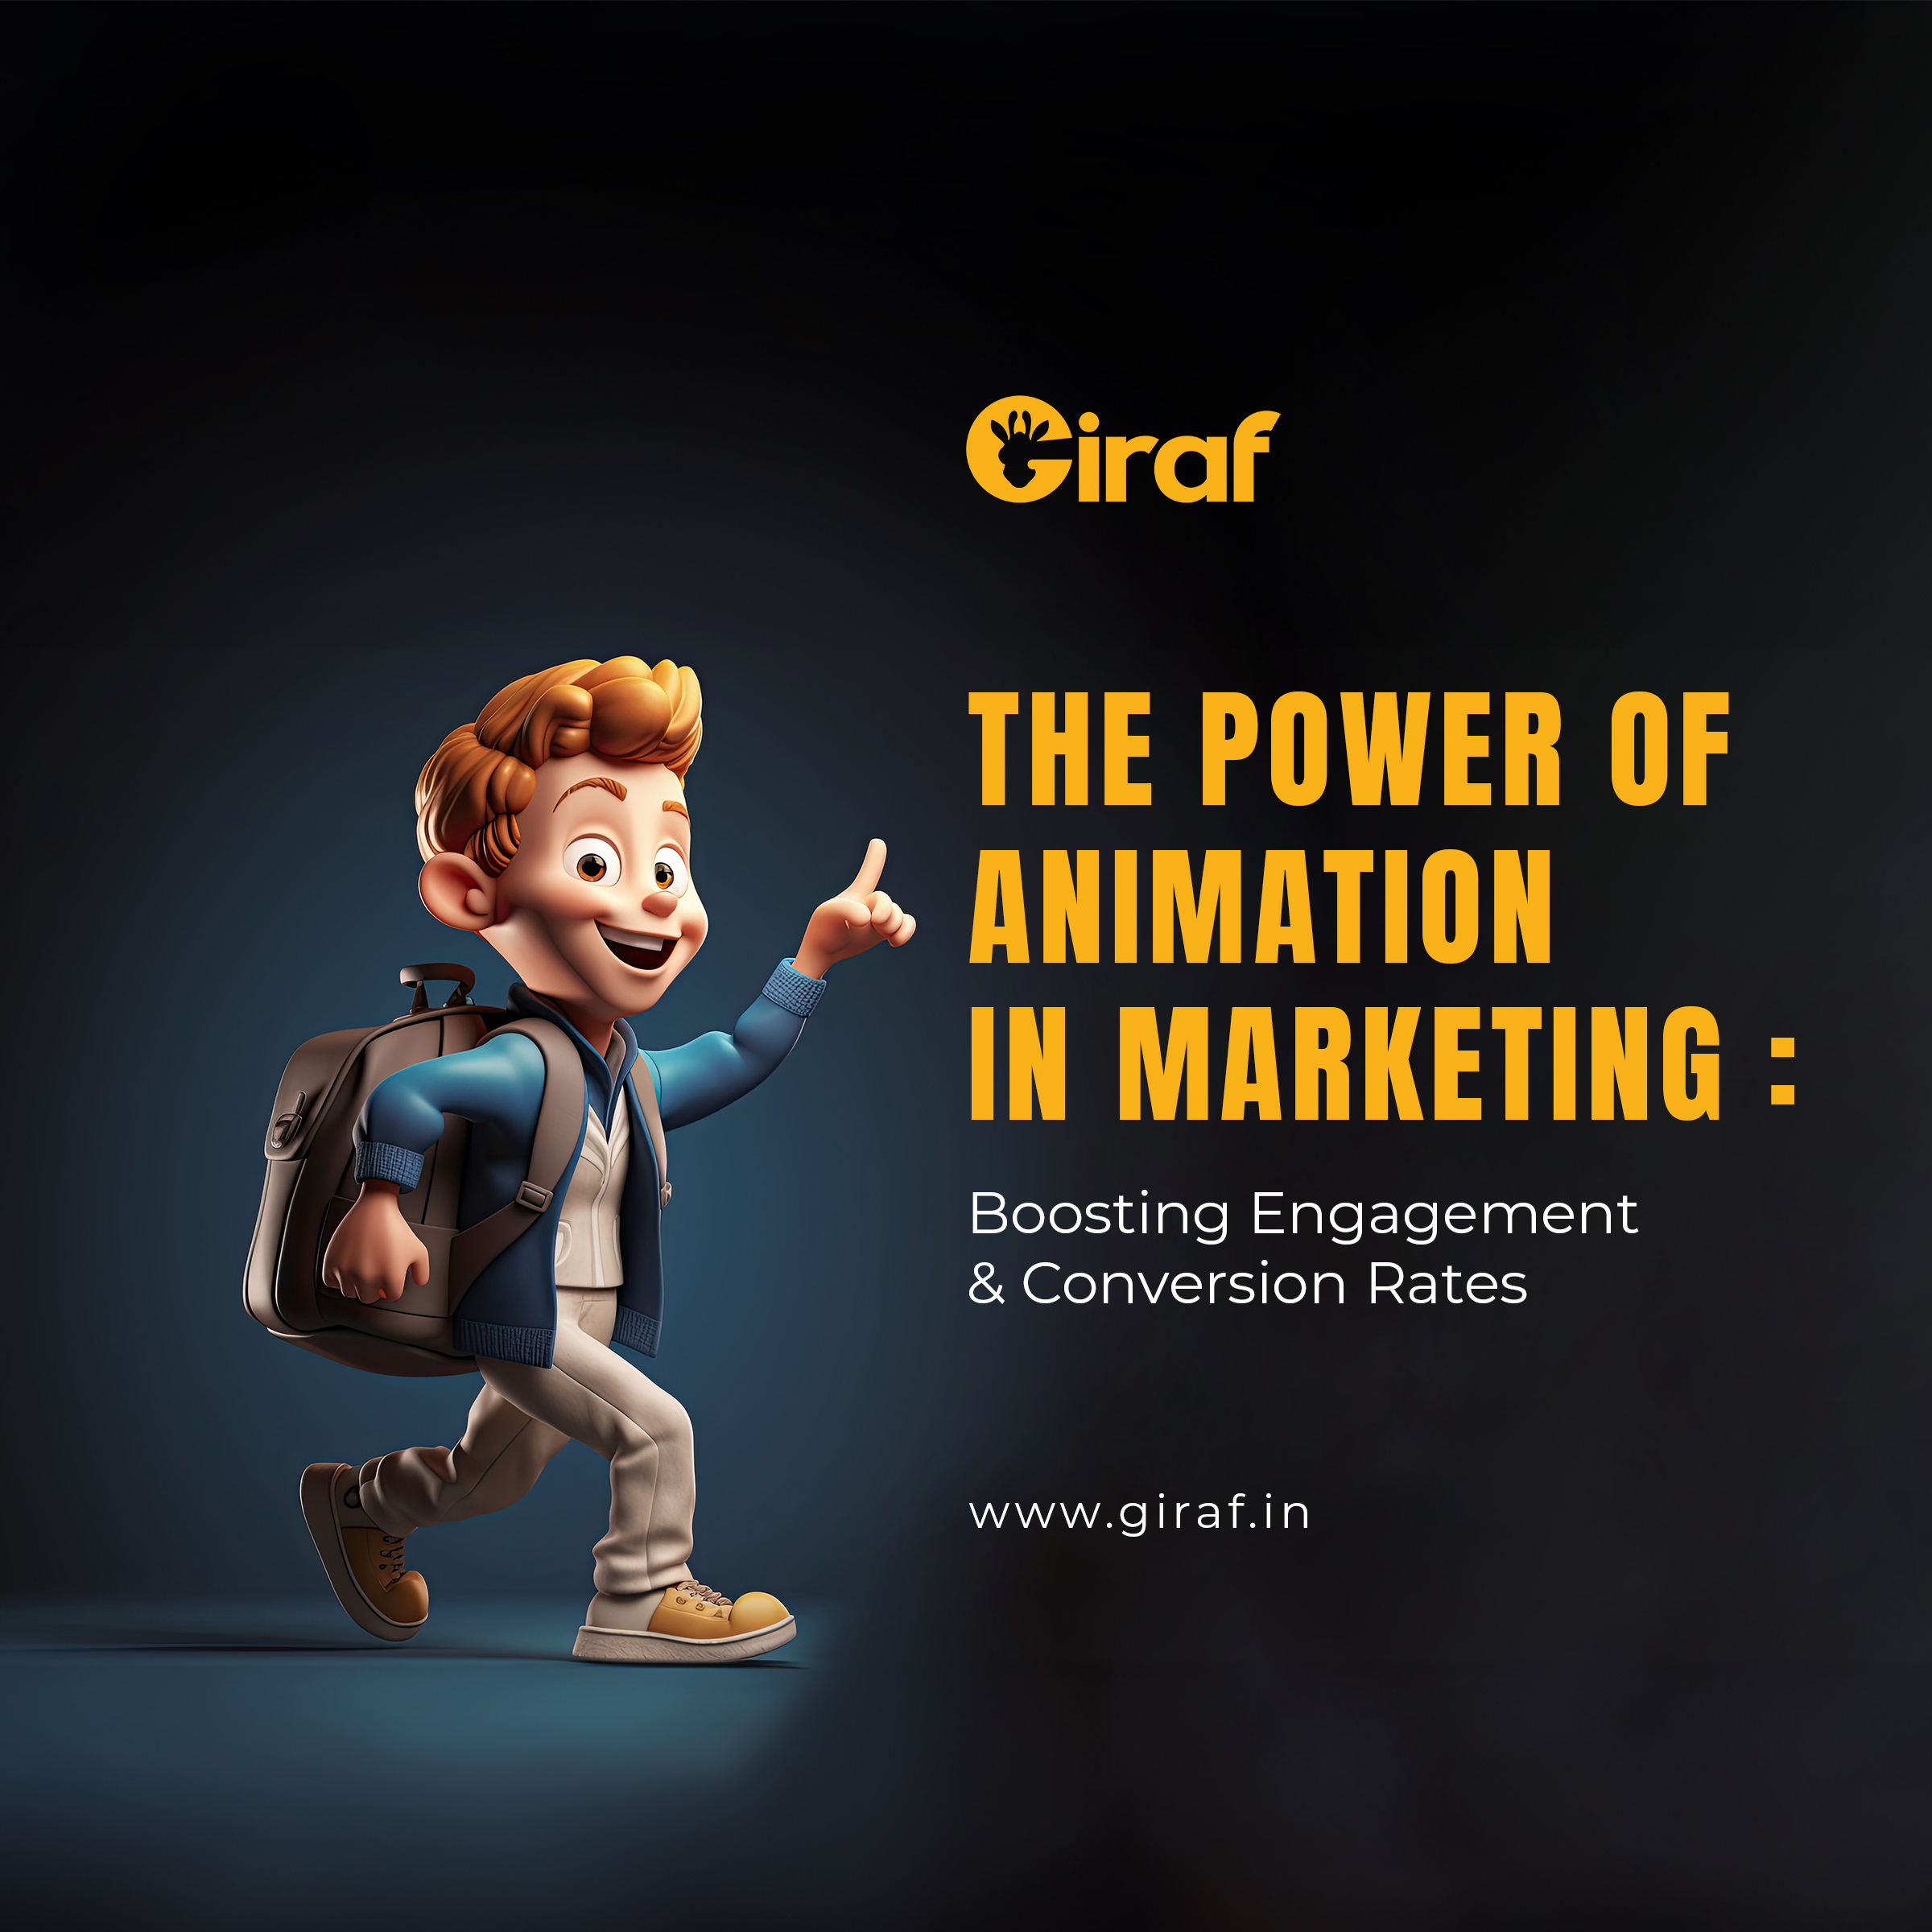 Giraf
THE POWER OF
ANIMATION
IN MARKETING :
Boosting Engagement
& Conversion Rates
www.giraf.in